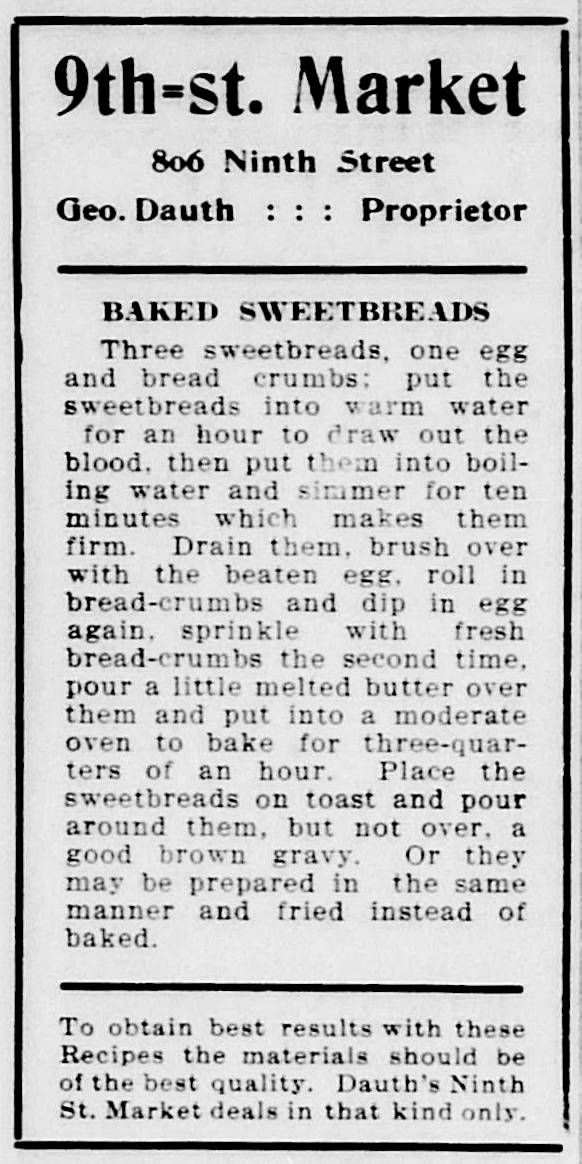 9th=st. Market
806 Ninth Street
Geo. Dauth : : : Proprietor
BAKED SWEETBREADS
Three sweetbreads, one egg
and bread crumbs; put the
sweetbreads into warm water
for an hour to draw out the
blood, then put them into boil-
ing water and simmer for ten
minutes which makes them
firm. Drain them, brush over
with the beaten egg, roll in
bread-crumbs and dip in egg
again, sprinkle with fresh
bread-crumbs the second time,
pour a little melted butter over
them and put into a moderate
oven to bake for three-quar-
ters of an hour. Place the
sweetbreads on toast and pour
around them, but not over, a
good brown gravy. Or they
may be prepared in the same
manner and fried instead of
baked.
To obtain best results with these
Recipes the materials should be
of the best quality. Dauth's Ninth
St. Market deals in that kind only.